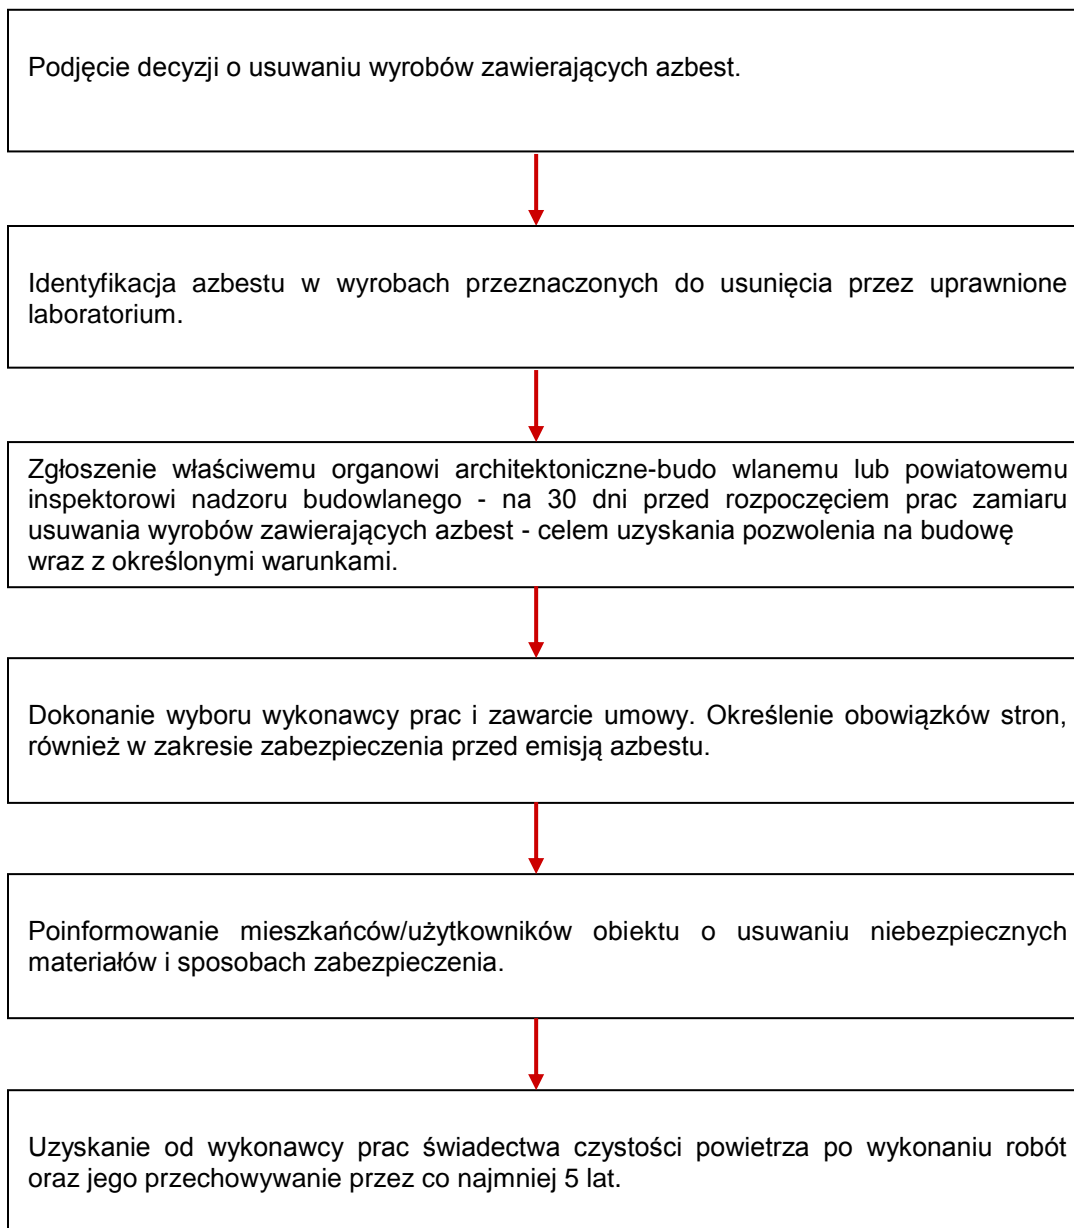 Podjęcie decyzji o usuwaniu wyrobów zawierających azbest.
Identyfikacja azbestu w wyrobach przeznaczonych do usunięcia przez uprawnione
laboratorium.
Zgłoszenie właściwemu organowi architektoniczne-budo wlanemu lub powiatowemu
inspektorowi nadzoru budowlanego - na 30 dni przed rozpoczęciem prac zamiaru
usuwania wyrobów zawierających azbest - celem uzyskania pozwolenia na budowę
wraz z określonymi warunkami.
Dokonanie wyboru wykonawcy prac i zawarcie umowy. Określenie obowiązków stron,
również w zakresie zabezpieczenia przed emisją azbestu.
Poinformowanie mieszkańców/użytkowników obiektu o usuwaniu niebezpiecznych
materiałów i sposobach zabezpieczenia.
Uzyskanie od wykonawcy prac świadectwa czystości powietrza po wykonaniu robót
oraz jego przechowywanie przez co najmniej 5 lat.